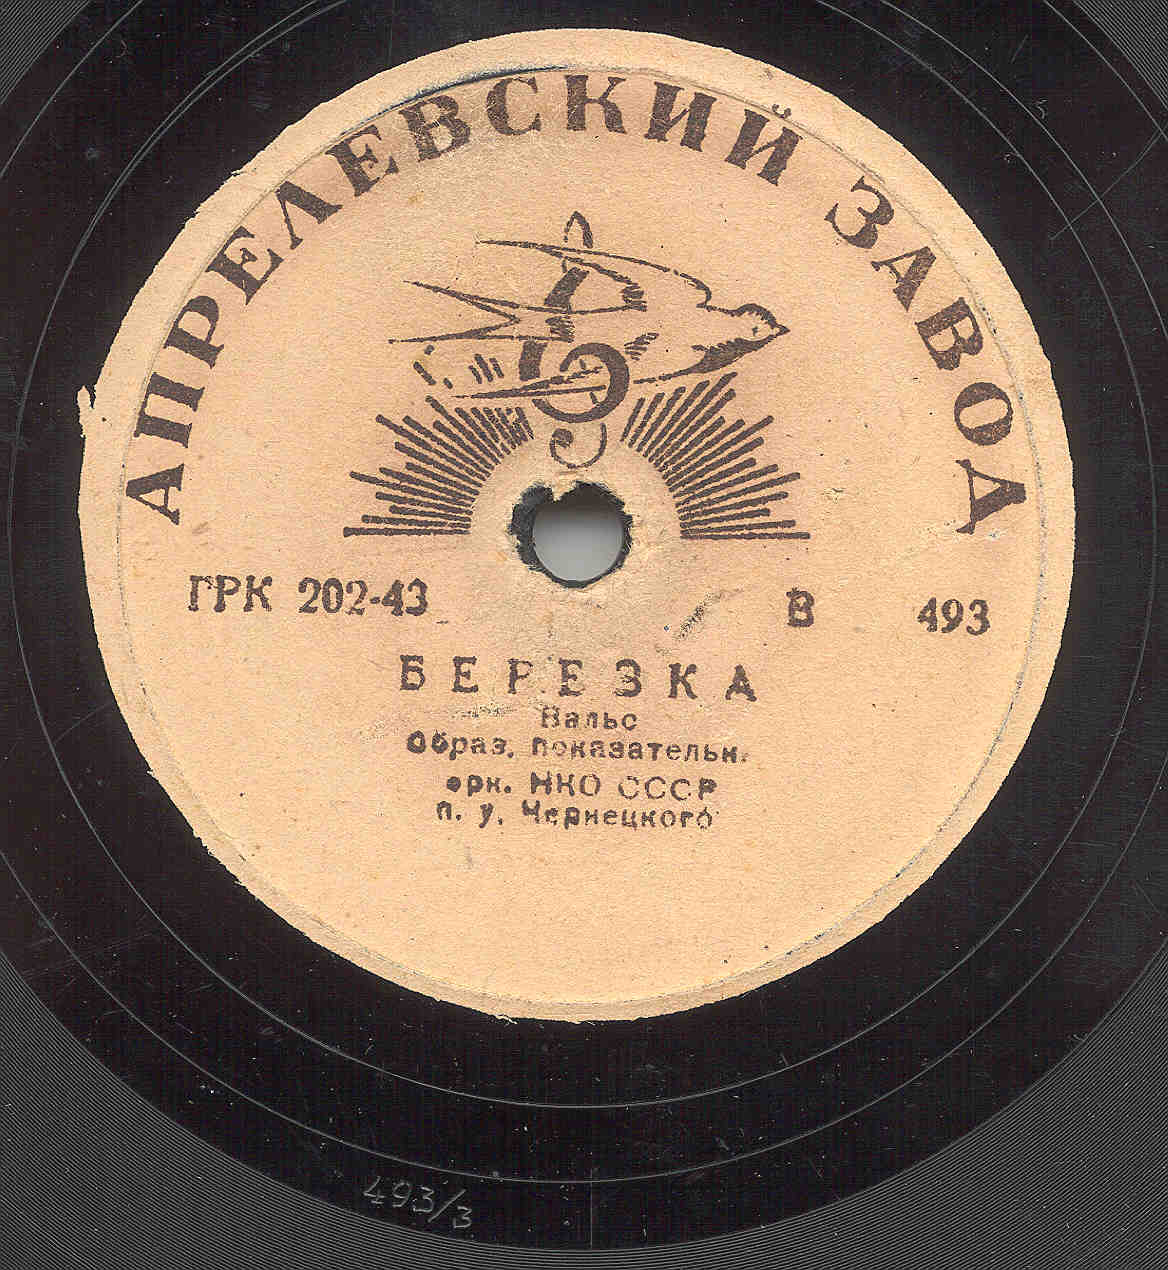 АПРЕЛЕВСКИЙ ЗАВОД
ГРК 202-43 В 493
БЕРЕЗКА
Вальс
Образ. показательн.
орк. НКО СССР
п. у. Чернецкого
493/3